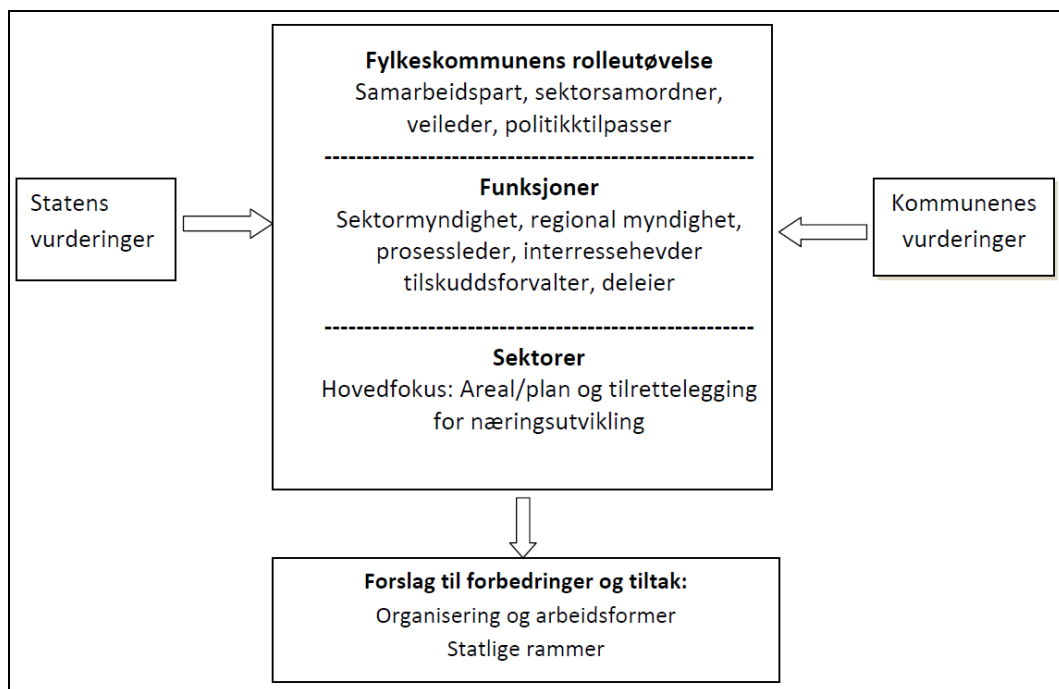 Fylkeskommunens rolleutøvelse
Samarbeidspart, sektorsamordner,
veileder, politikktilpasser
Statens
vurderinger
Funksjoner
Sektormyndighet, regional myndighet,
prosessleder, interressehevder
tilskuddsforvalter, deleier
Kommunenes
vurderinger
Sektorer
Hovedfokus: Areal/plan og tilrettelegging
for næringsutvikling
Forslag til forbedringer og tiltak:
Organisering og arbeidsformer
Statlige rammer